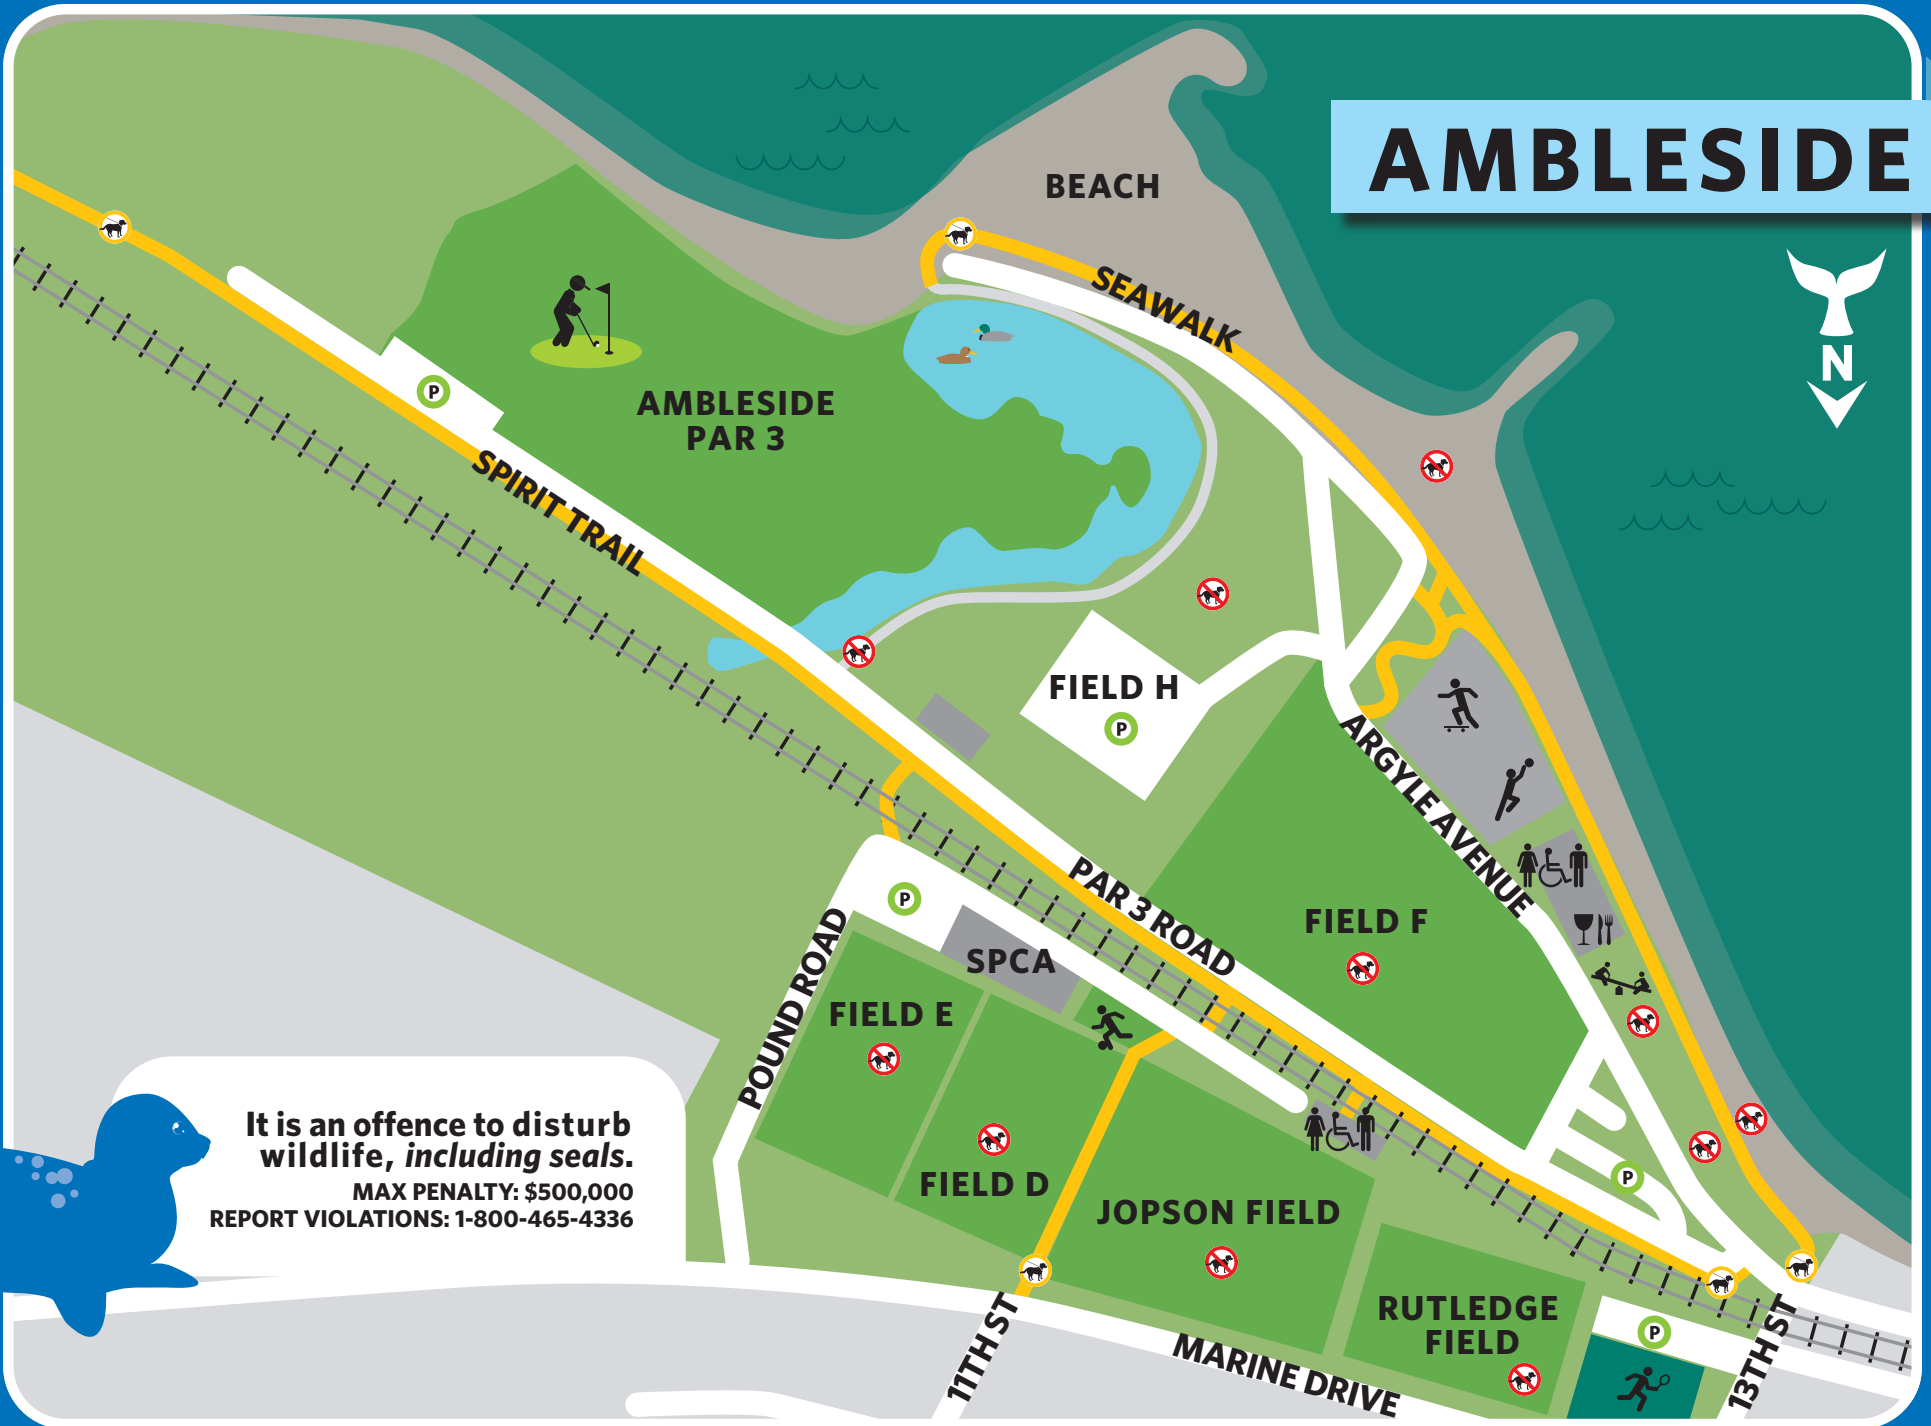 AMBLESIDE
BEACH
SEAWALK
N
AMBLESIDE
PAR 3
P
SPIRIT TRAIL
FIELD H
P
ARGYLE AVENUE
PAR 3 ROAD
FIELD F
P
SPCA
POUND ROAD
FIELD E
FIELD D
JOPSON FIELD
P
RUTLEDGE
FIELD
P
11TH ST
MARINE DRIVE
13TH ST
It is an offence to disturb
wildlife, including seals.
MAX PENALTY: $500,000
REPORT VIOLATIONS: 1-800-465-4336